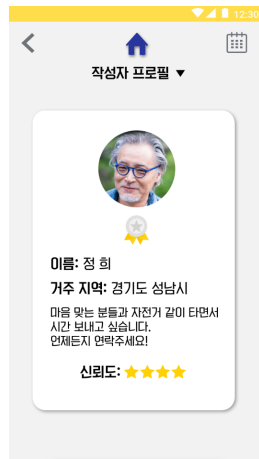 12:30
작성자 프로필 ▼
이름: 정 희
거주 지역: 경기도 성남시
마음 맞는 분들과 자전거 같이 타면서
시간 보내고 싶습니다.
언제든지 연락주세요!
신뢰도: ★★★★